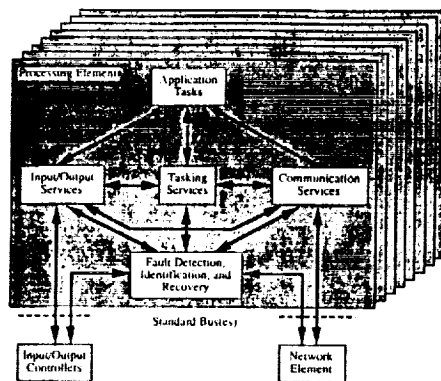 Processing Elements
Application
Tasks
Input/Output
Services
Tasking
Services
Communication
Services
Fault Detection,
Identification, and
Recovery
Standard Bus(es)
Input/Output
Controllers
Network
Element